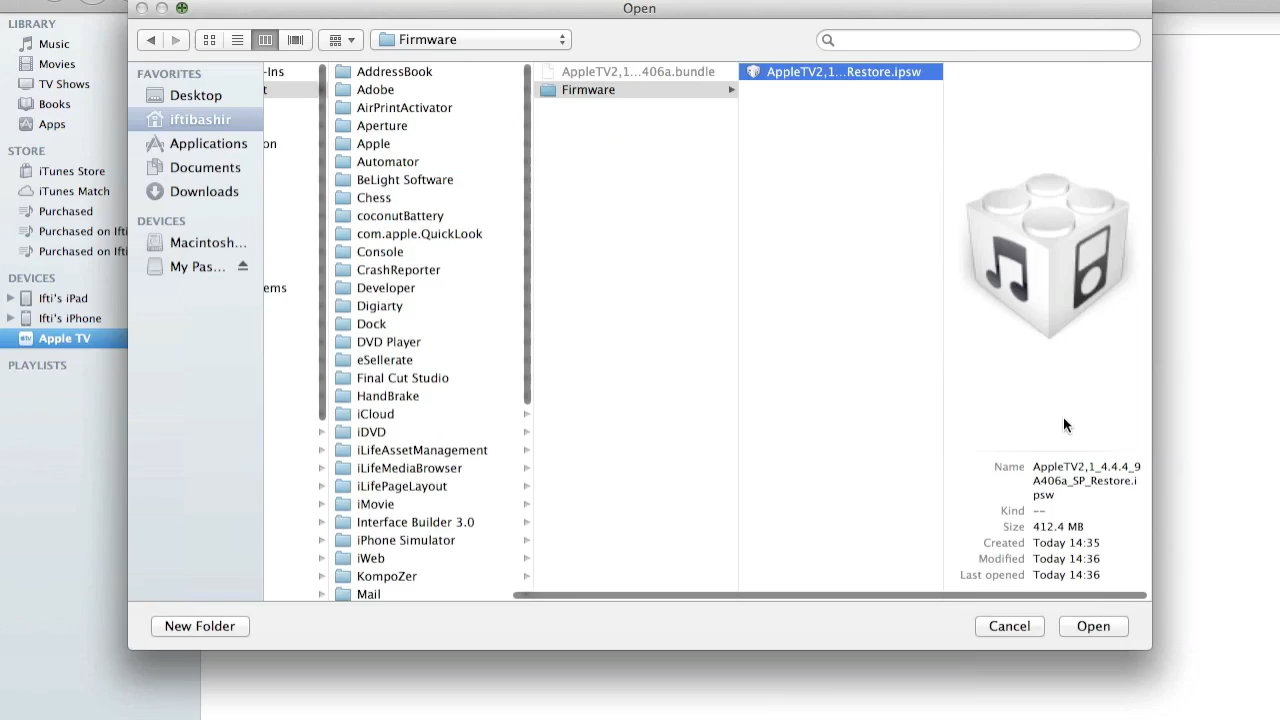 Open
Firmware
LIBRARY
Music
Movies
TV Shows
Books
Apps
STORE
iTunes Store
iTunes Match
Purchased
Purchased on Ifti
Purchased on Ifti
DEVICES
Ifti's iPad
Ifti's iPhone
Apple TV
PLAYLISTS
FAVORITES
Desktop
iftibashir
Applications
Documents
Downloads
DEVICES
Macintosh...
My Pas...
-Ins
t
on
ems
AddressBook
Adobe
AirPrintActivator
Aperture
Apple
Automator
BeLight Software
Chess
coconutBattery
com.apple.QuickLook
Console
CrashReporter
Developer
Digiarty
Dock
DVD Player
eSellerate
Final Cut Studio
HandBrake
iCloud
iDVD
iLifeAssetManagement
iLifeMediaBrowser
iLifePageLayout
iMovie
Interface Builder 3.0
iPhone Simulator
iWeb
KompoZer
Mail
AppleTV2,1...406a.bundle
Firmware
AppleTV2,1...Restore.ipsw
Name AppleTV2,1_4.4.4_9
A406a_SP_Restore.i
psw
Kind --
Size 412.4 MB
Created Today 14:35
Modified Today 14:36
Last opened Today 14:36
New Folder
Cancel
Open